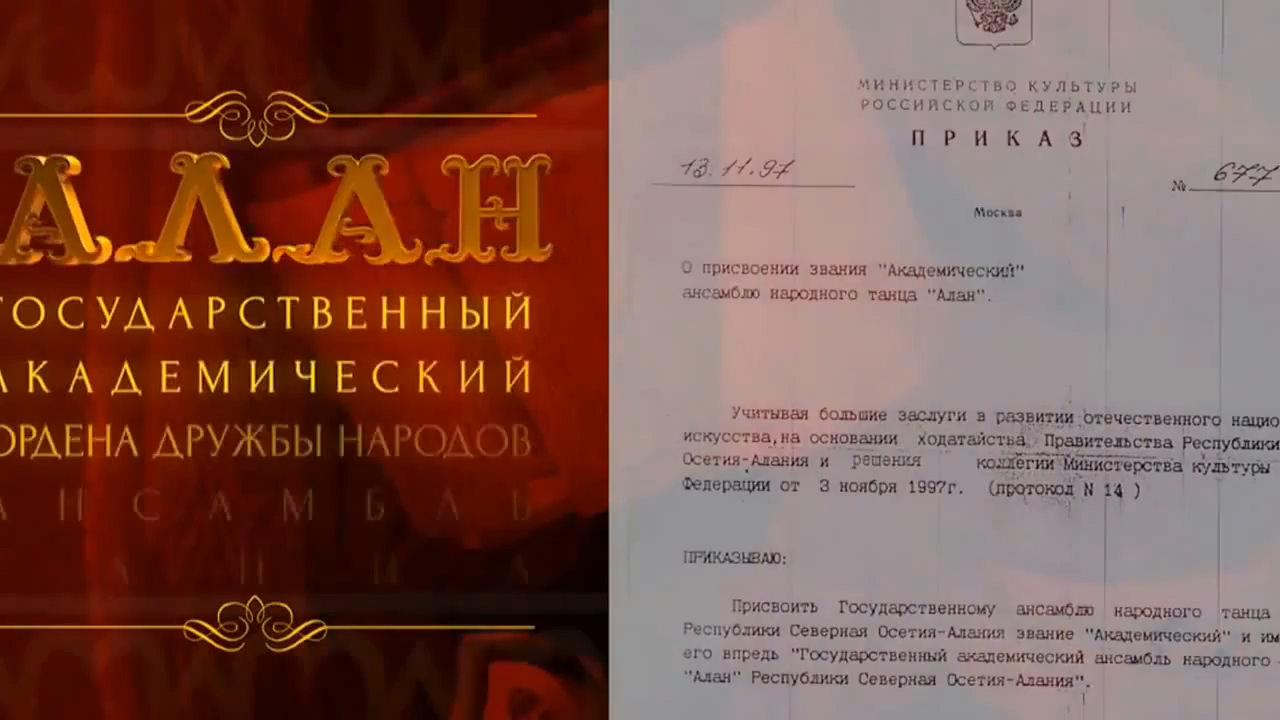 АЛАН
ГОСУДАРСТВЕННЫЙ
АКАДЕМИЧЕСКИЙ
ОРДЕНА ДРУЖБЫ НАРОДОВ
АНСАМБЛЬ
МИНИСТЕРСТВО КУЛЬТУРЫ
РОССИЙСКОЙ ФЕДЕРАЦИИ
ПРИКАЗ
13.11.97
№ 677
Москва
О присвоении звания "Академический"
ансамблю народного танца "Алан".
Учитывая большие заслуги в развитии отечественного нацио
искусства,на основании ходатайства Правительства Республики
Осетия-Алания и решения коллегии Министерства культуры
Федерации от 3 ноября 1997г. (протокол N 14 )
ПРИКАЗЫВАЮ:
Присвоить Государственному ансамблю народного танца
Республики Северная Осетия-Алания звание "Академический" и им
его впредь "Государственный академический ансамбль народного
"Алан" Республики Северная Осетия-Алания".